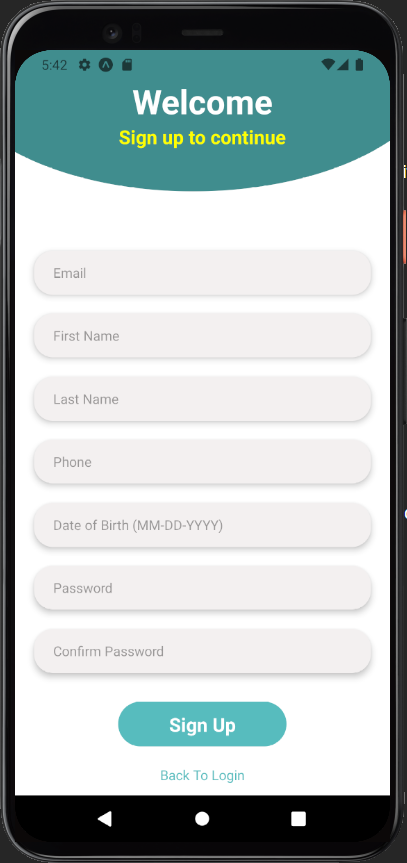 5:42
Welcome
Sign up to continue
Email
First Name
Last Name
Phone
Date of Birth (MM-DD-YYYY)
Password
Confirm Password
Sign Up
Back To Login